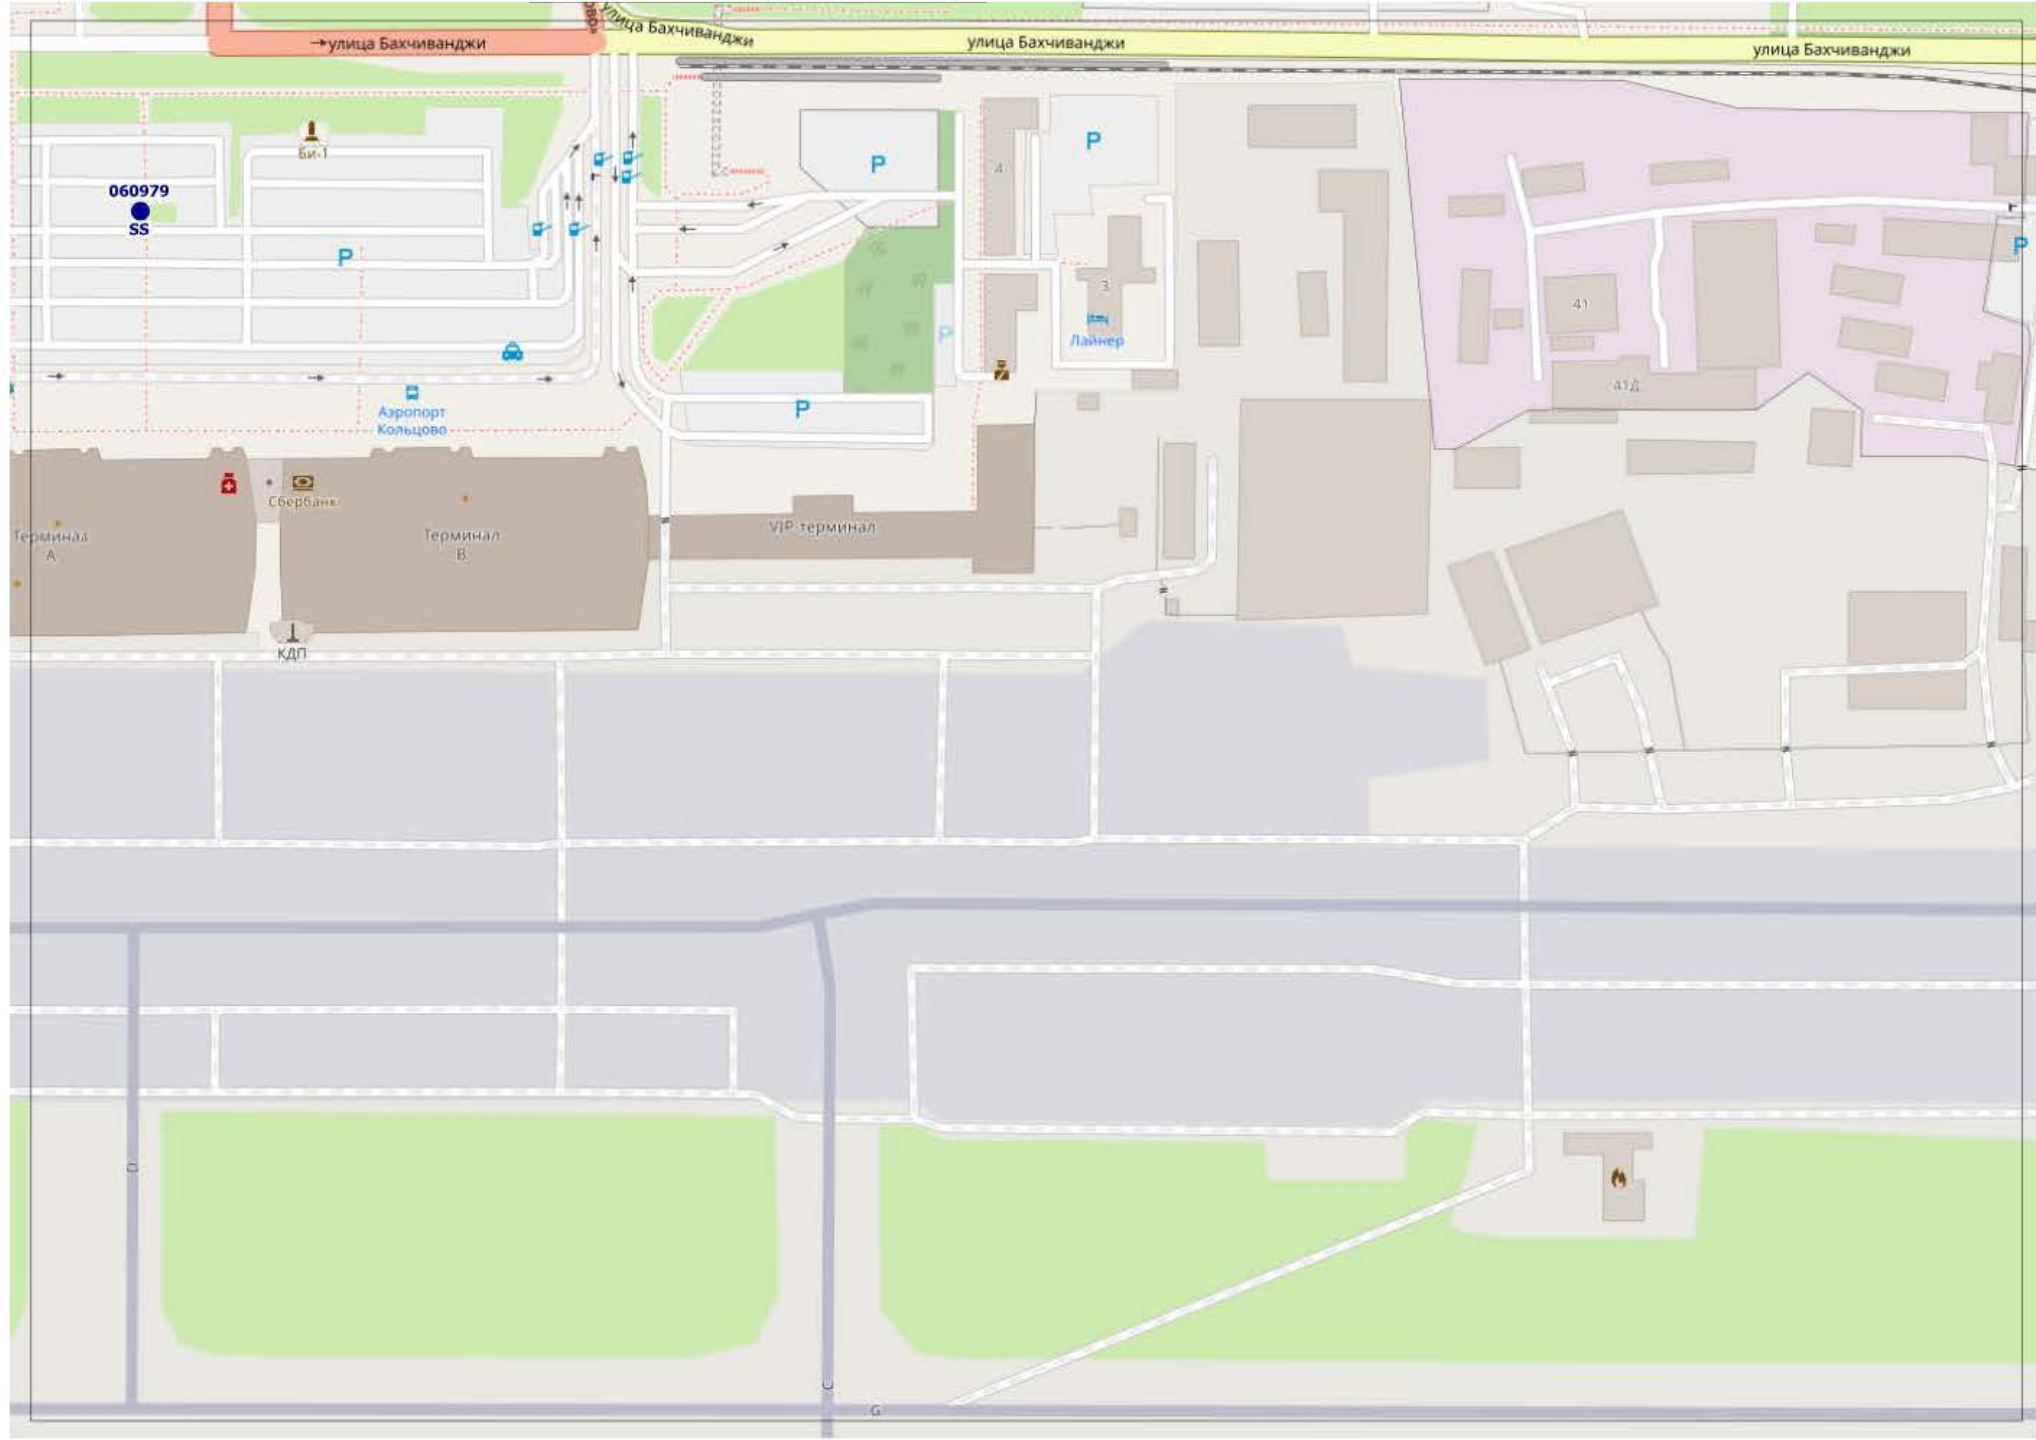 →улица Бахчиванджи
улица Бахчиванджи
улица Бахчиванджи
улица Бахчиванджи
Би-1
P
P
4
060979
SS
P
P
3
41
Лайнер
P
41Д
P
Аэропорт
Кольцово
Сбербанк
Терминал
A
Терминал
B
VIP-терминал
КДП
D
C
G